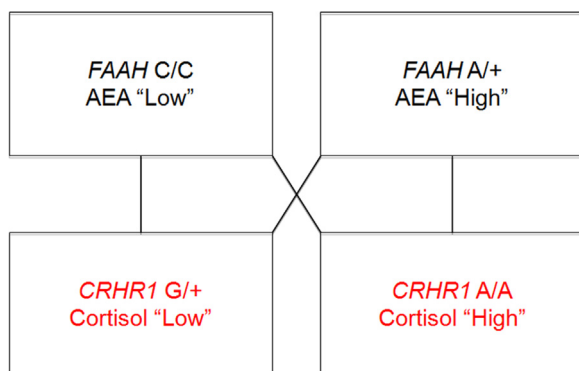 FAAH C/C
AEA “Low”
FAAH A/+
AEA “High”
CRHR1 G/+
Cortisol “Low”
CRHR1 A/A
Cortisol “High”